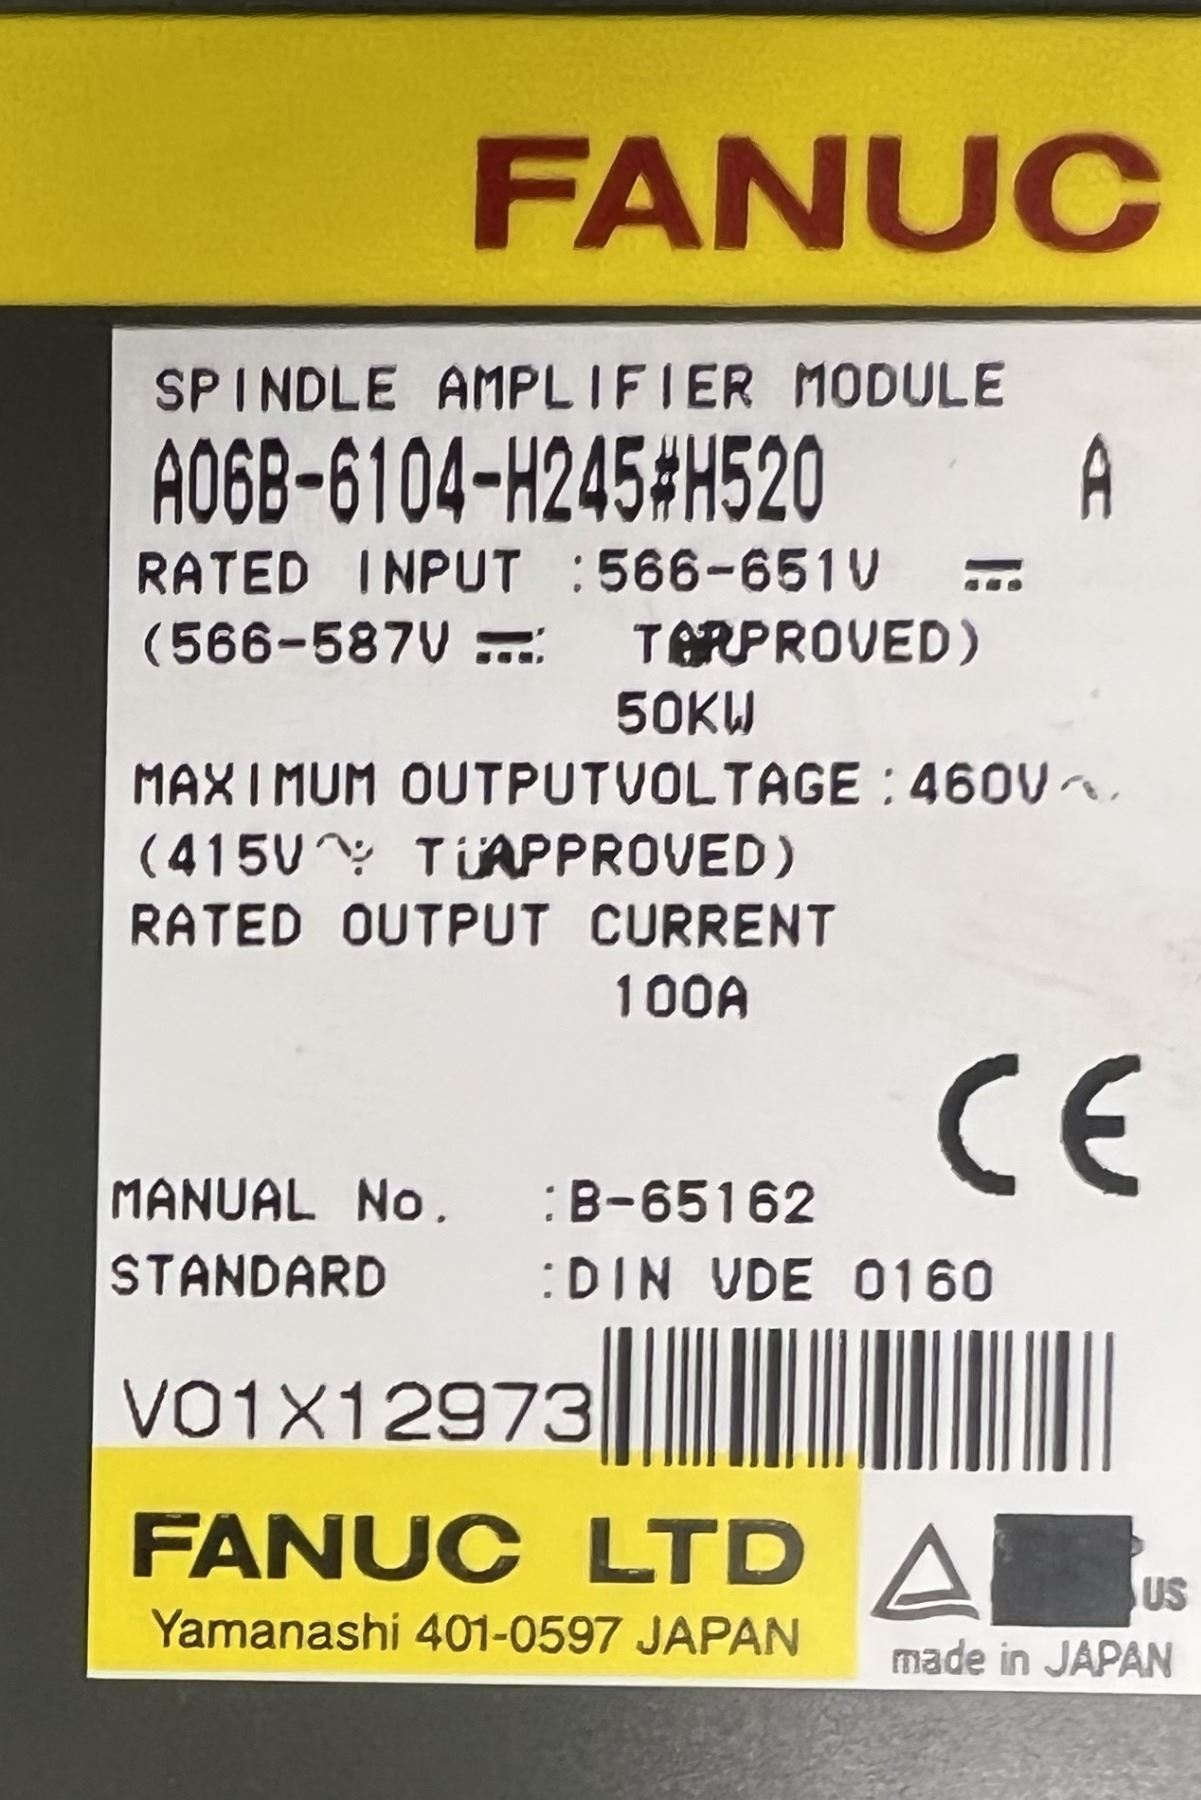 FANUC
SPINDLE AMPLIFIER MODULE
A06B-6104-H245#H520 A
RATED INPUT :566-651V ⎓
(566-587V ⎓
50KW
MAXIMUM OUTPUTVOLTAGE :460V ~
(415V ~
RATED OUTPUT CURRENT
100A
CE
MANUAL No. :B-65162
STANDARD :DIN VDE 0160
V01X12973
FANUC LTD
Yamanashi 401-0597 JAPAN
US
made in JAPAN